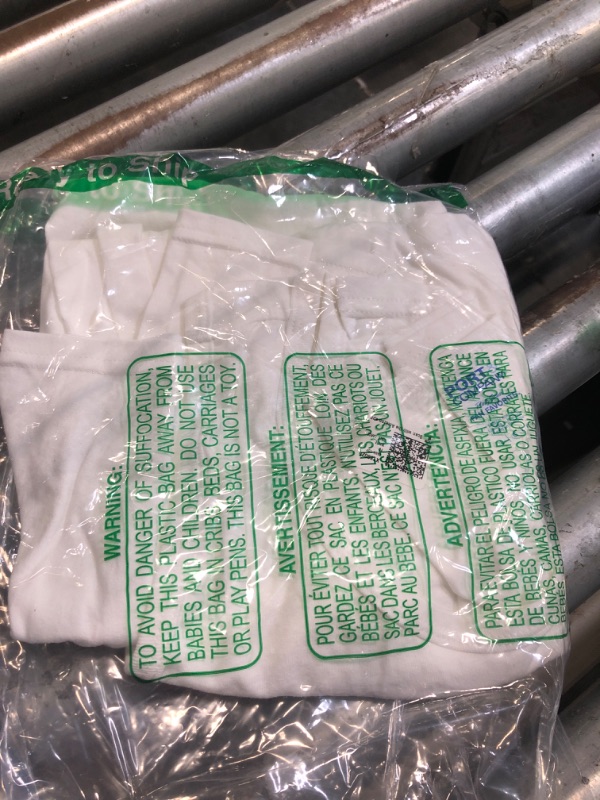 Ready to Ship
WARNING:
TO AVOID DANGER OF SUFFOCATION,
KEEP THIS PLASTIC BAG AWAY FROM
BABIES AND CHILDREN. DO NOT USE
THIS BAG IN CRIBS, BEDS, CARRIAGES
OR PLAY PENS. THIS BAG IS NOT A TOY.
AVERTISSEMENT:
POUR ÉVITER TOUT RISQUE D'ÉTOUFFEMENT,
GARDEZ CE SAC EN PLASTIQUE LOIN DES
BÉBÉS ET LES ENFANTS. N'UTILISEZ PAS CE
SAC DANS LES BERCEAUX, LITS, CHARIOTS OU
PARC AU BEBE. CE SAC N'EST PAS UN JOUET.
ADVERTENCIA:
PARA EVITAR EL PELIGRO DE ASFIXIA, MANTENGA
ESTA BOLSA DE PLASTICO FUERA DEL ALCANCE
DE BEBES Y NIÑOS. NO USAR ESTA BOLSA EN
CUNAS, CAMAS, CARRIOLAS O CORRALES PARA
BEBES. ESTA BOLSA NO ES UN JUGUETE.